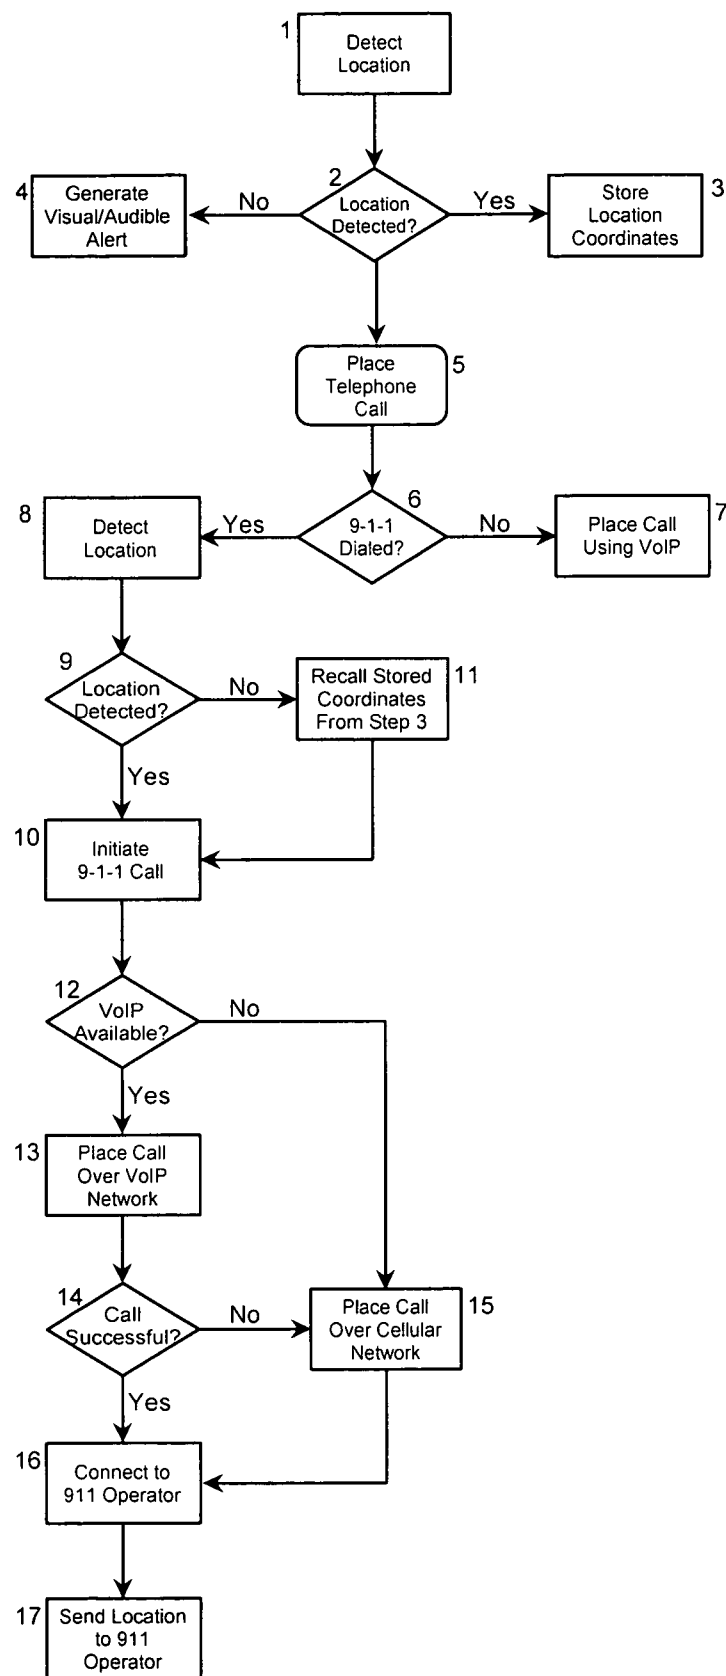 1
Detect
Location
2
Location
Detected?
No
Yes
4
Generate
Visual/Audible
Alert
3
Store
Location
Coordinates
5
Place
Telephone
Call
6
9-1-1
Dialed?
Yes
No
7
Place Call
Using VoIP
8
Detect
Location
9
Location
Detected?
No
Yes
11
Recall Stored
Coordinates
From Step 3
10
Initiate
9-1-1 Call
12
VoIP
Available?
No
Yes
13
Place Call
Over VoIP
Network
14
Call
Successful?
No
Yes
15
Place Call
Over Cellular
Network
16
Connect to
911 Operator
17
Send Location
to 911
Operator